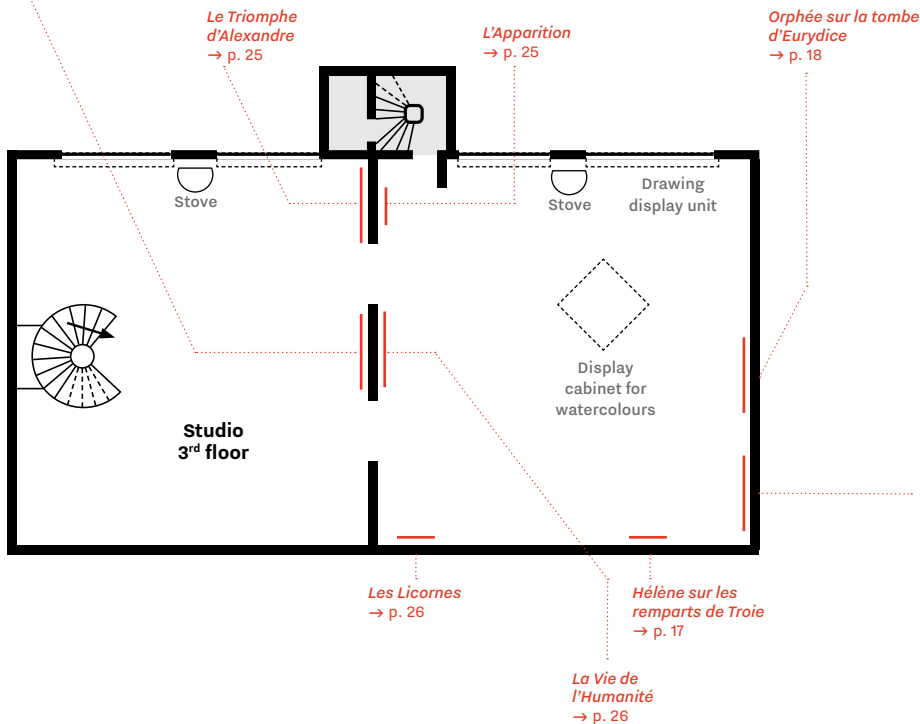 Le Triomphe
d’Alexandre
→ p. 25
L’Apparition
→ p. 25
Orphée sur la tombe
d’Eurydice
→ p. 18
Stove
Stove
Drawing
display unit
Display
cabinet for
watercolours
Studio
3rd floor
Les Licornes
→ p. 26
Hélène sur les
remparts de Troie
→ p. 17
La Vie de
l’Humanité
→ p. 26